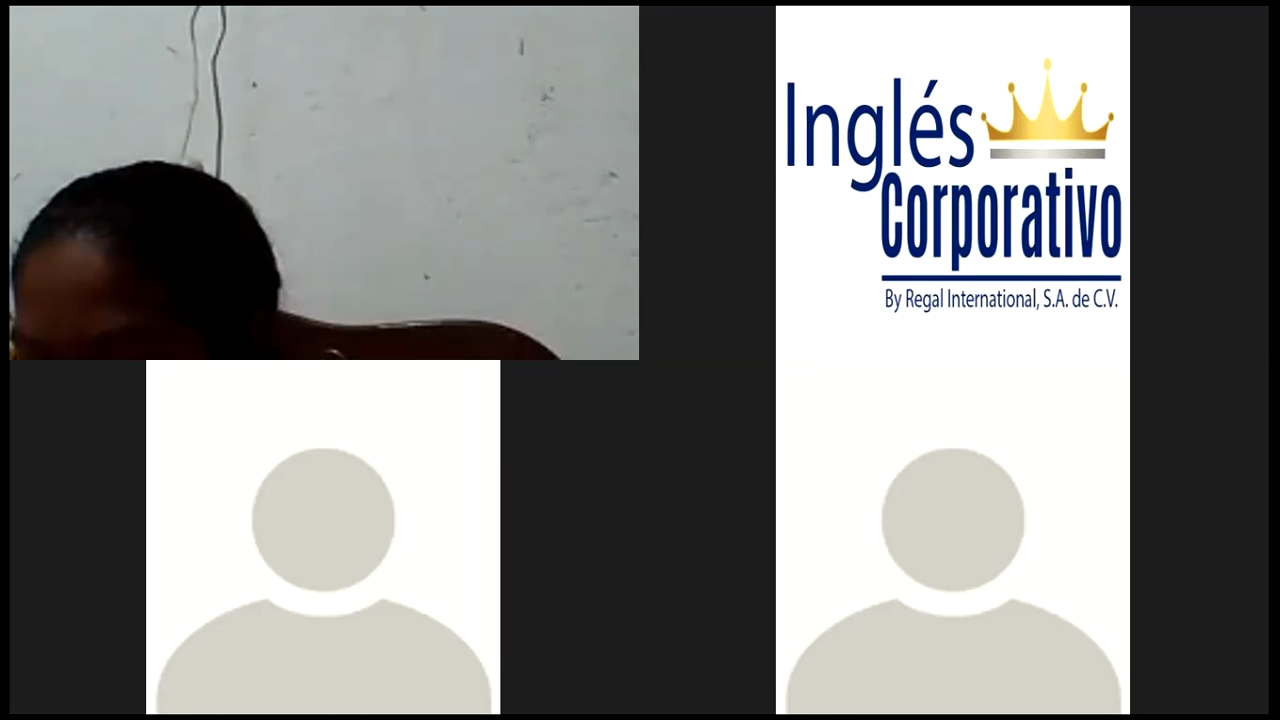 Inglés
Corporativo
By Regal International, S.A. de C.V.